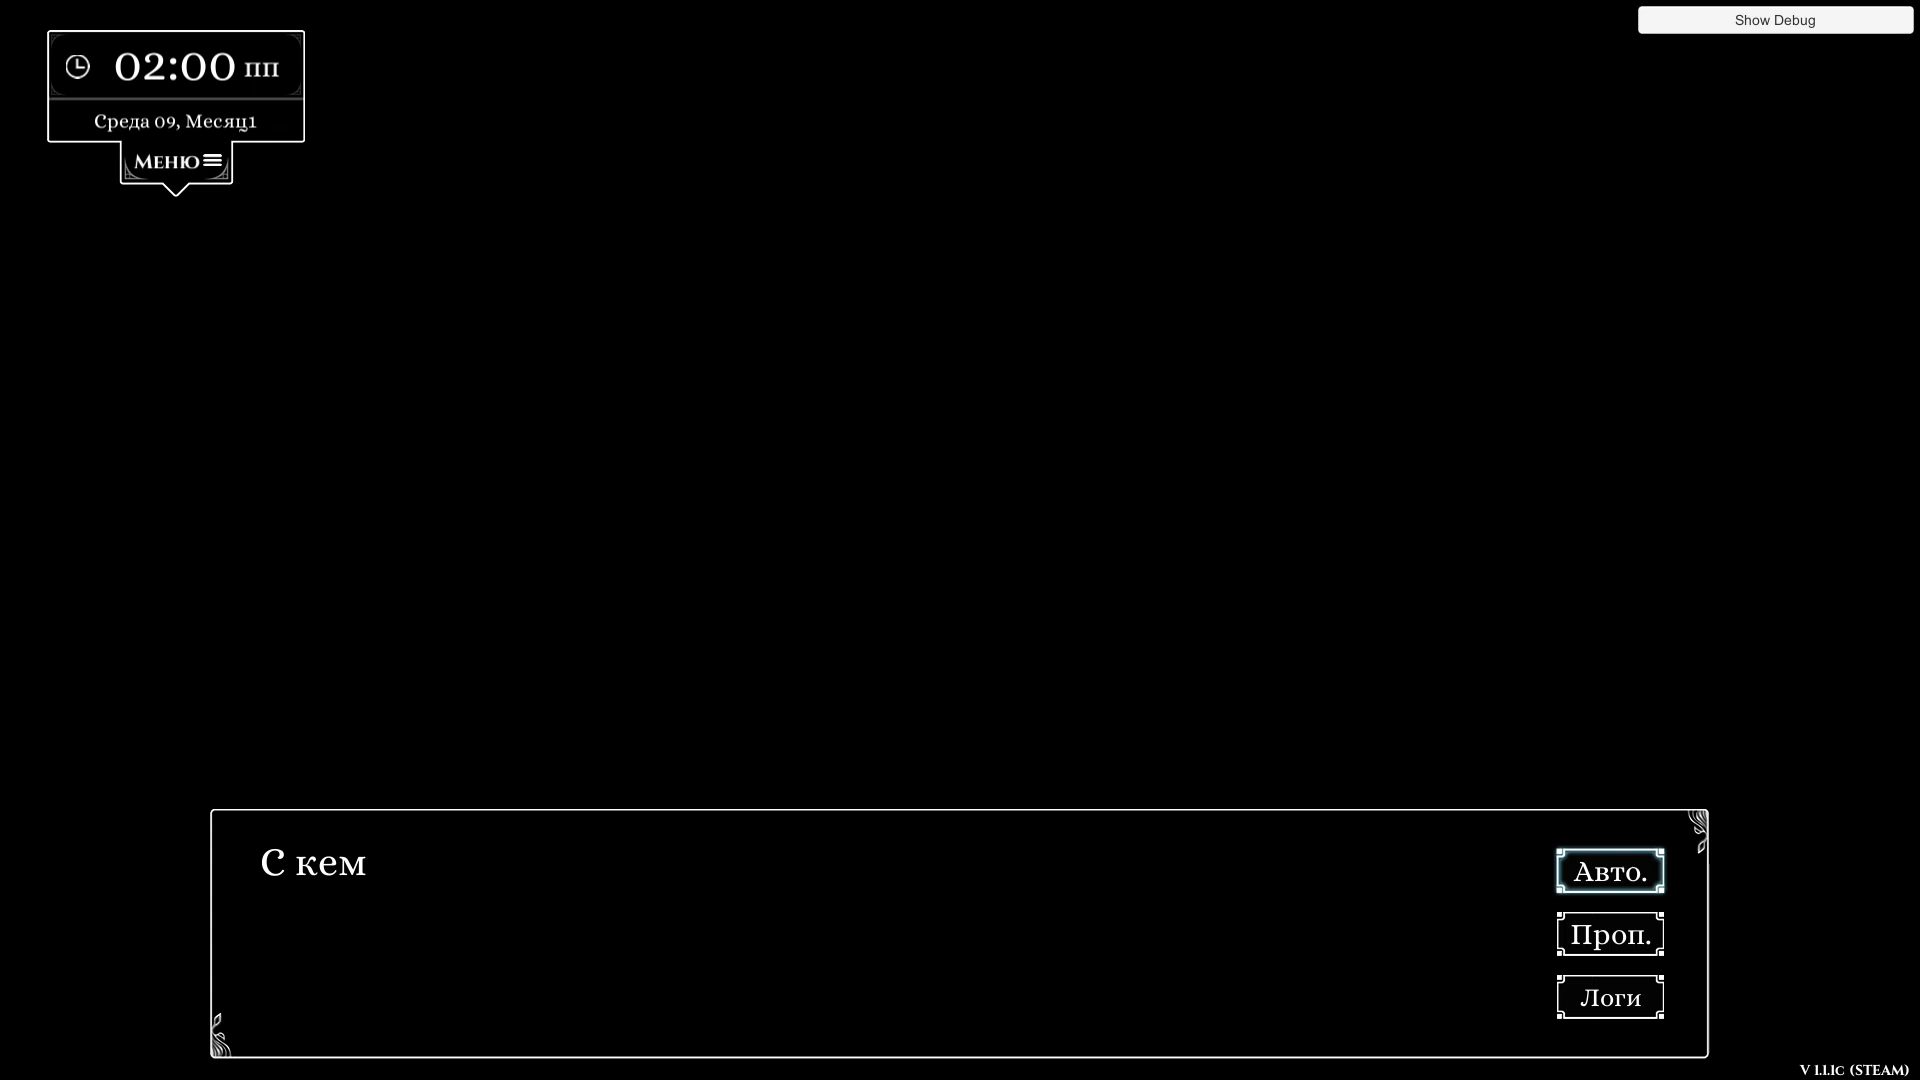 Show Debug
02:00 пп
Среда 09, Месяц1
Меню
С кем
Авто.
Проп.
Логи
V 1.1.1c (STEAM)